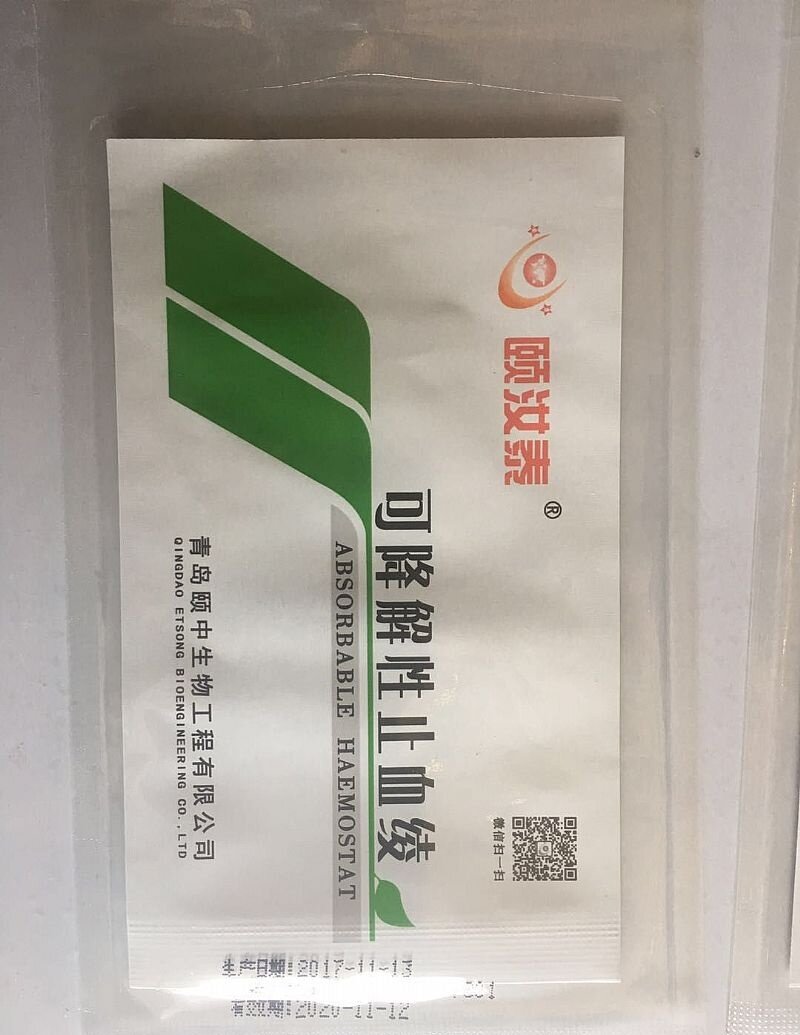 颐汝泰®
可降解性止血绫
ABSORBABLE HAEMOSTAT
微信扫一扫
青岛颐中生物工程有限公司
QINGDAO ETSONG BIOENGINEERING CO.,LTD
生产日期:2017-11-13
有效期:2020-11-12